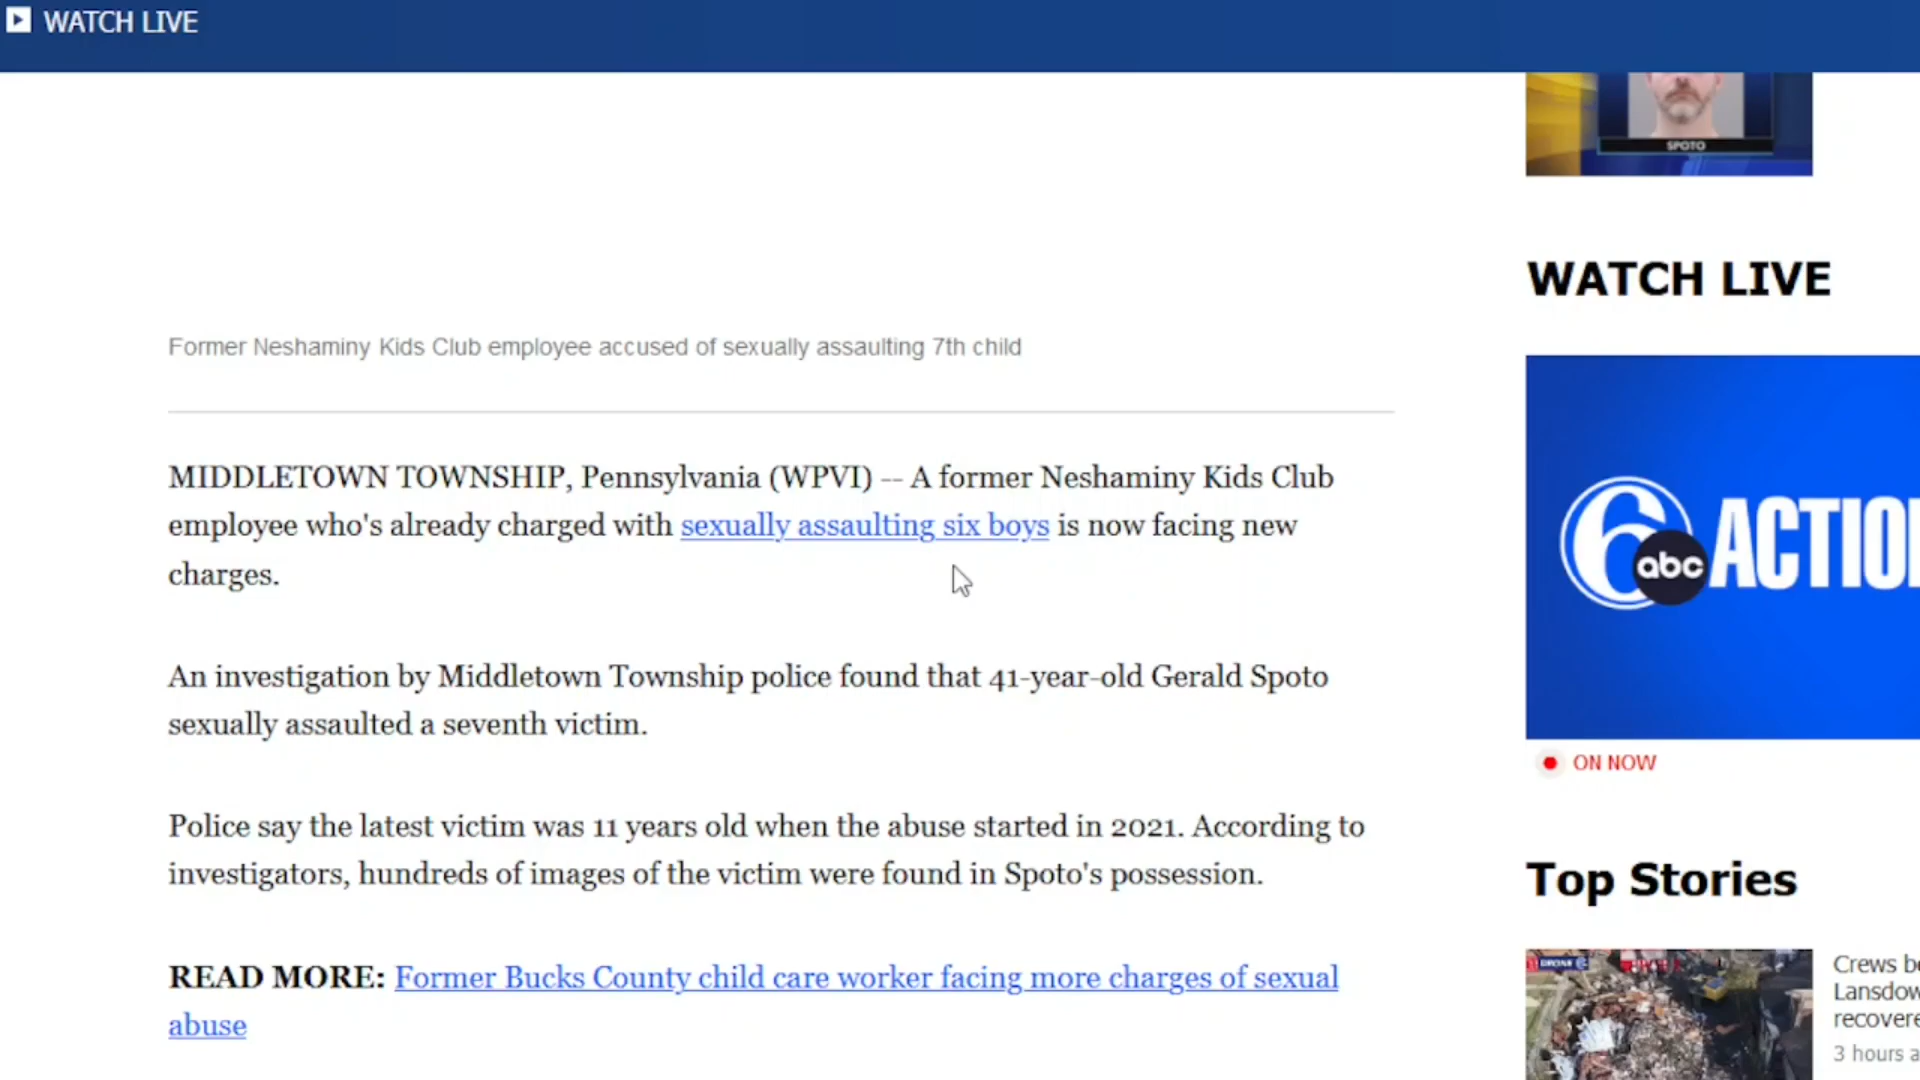 WATCH LIVE
SPOTO
WATCH LIVE
Former Neshaminy Kids Club employee accused of sexually assaulting 7th child
MIDDLETOWN TOWNSHIP, Pennsylvania (WPVI) -- A former Neshaminy Kids Club
employee who's already charged with sexually assaulting six boys is now facing new
charges.
An investigation by Middletown Township police found that 41-year-old Gerald Spoto
sexually assaulted a seventh victim.
Police say the latest victim was 11 years old when the abuse started in 2021. According to
investigators, hundreds of images of the victim were found in Spoto's possession.
READ MORE: Former Bucks County child care worker facing more charges of sexual
abuse
6 abc ACTIO
ON NOW
Top Stories
DRONE 6
Crews b
Lansdow
recovere
3 hours a